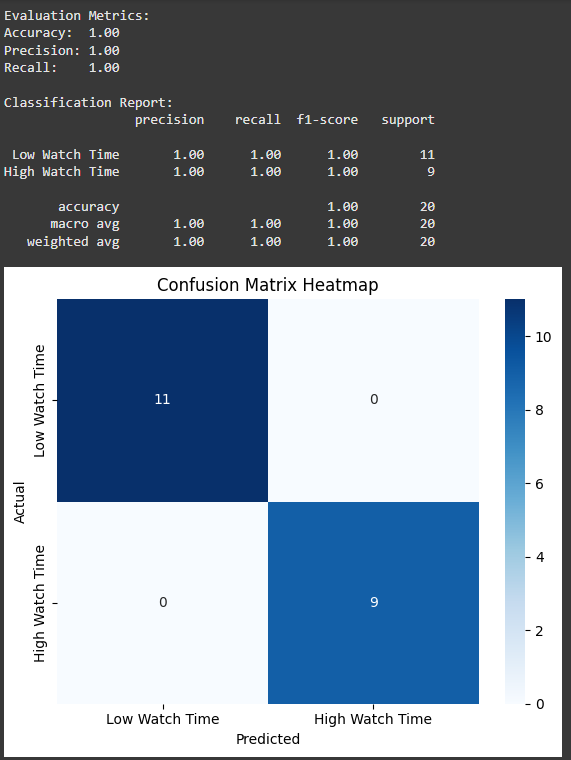 Evaluation Metrics:
Accuracy: 1.00
Precision: 1.00
Recall: 1.00
Classification Report:
precision recall f1-score support
Low Watch Time 1.00 1.00 1.00 11
High Watch Time 1.00 1.00 1.00 9
accuracy 1.00 20
macro avg 1.00 1.00 1.00 20
weighted avg 1.00 1.00 1.00 20
Confusion Matrix Heatmap
Actual
Low Watch Time
High Watch Time
11 0
0 9
Low Watch Time High Watch Time
Predicted
10
8
6
4
2
0